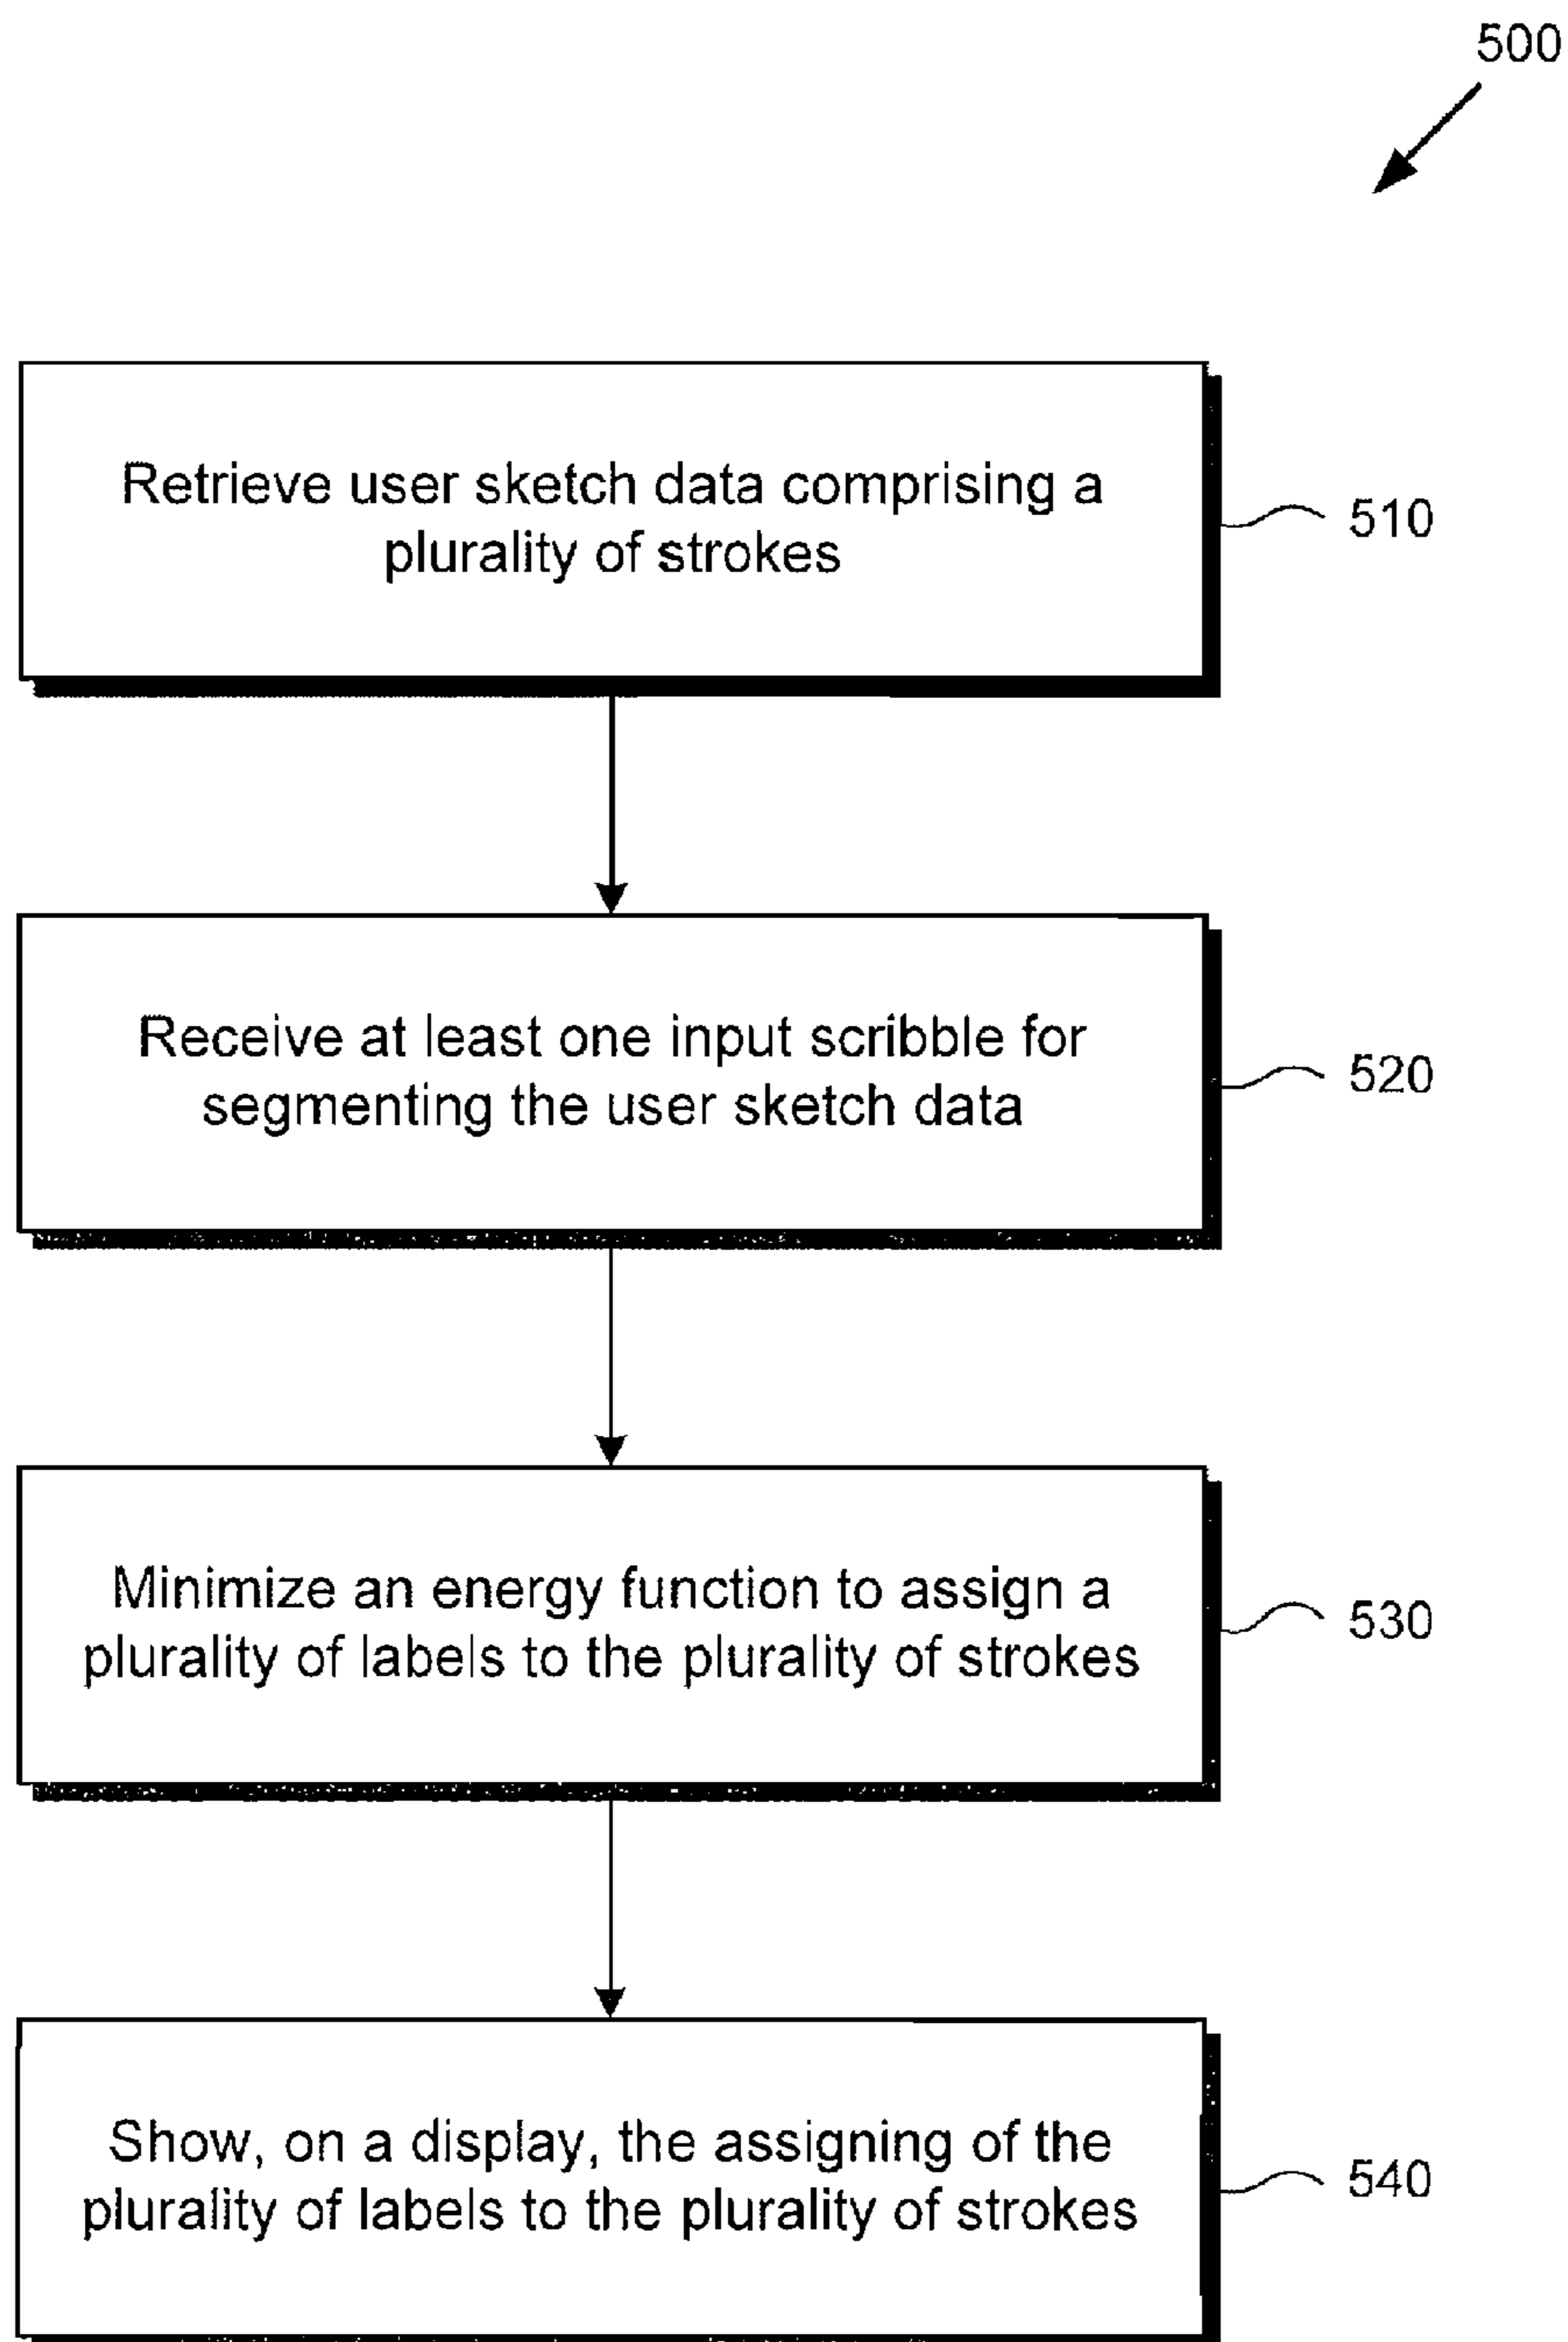 500
Retrieve user sketch data comprising a
plurality of strokes
510
Receive at least one input scribble for
segmenting the user sketch data
520
Minimize an energy function to assign a
plurality of labels to the plurality of strokes
530
Show, on a display, the assigning of the
plurality of labels to the plurality of strokes
540